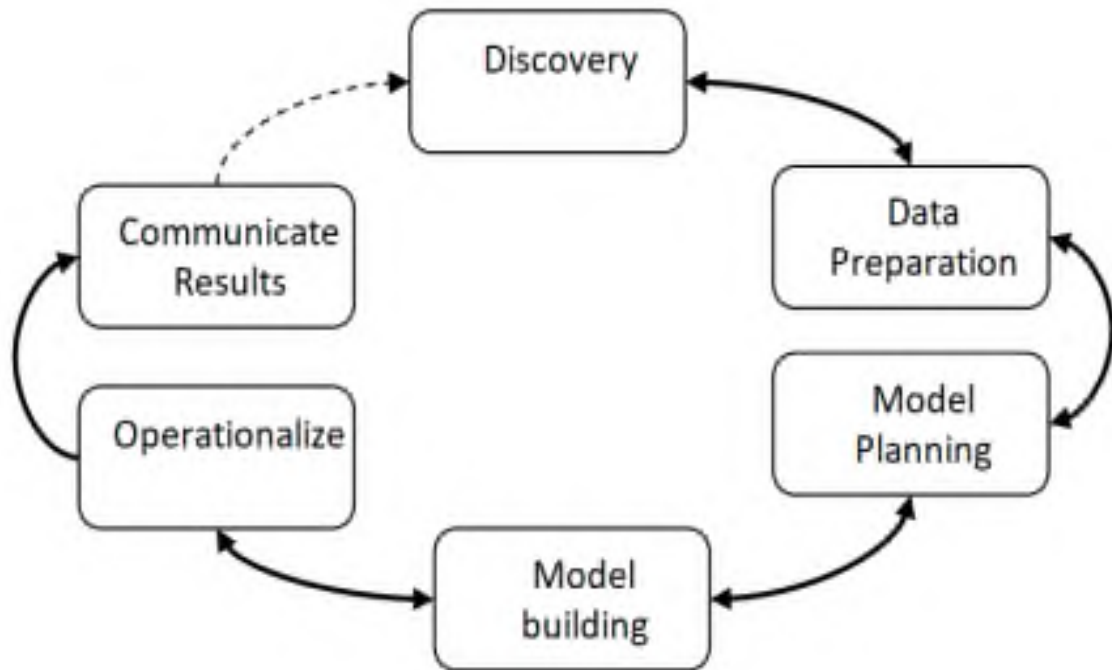 Discovery
Data
Preparation
Model
Planning
Model
building
Operationalize
Communicate
Results